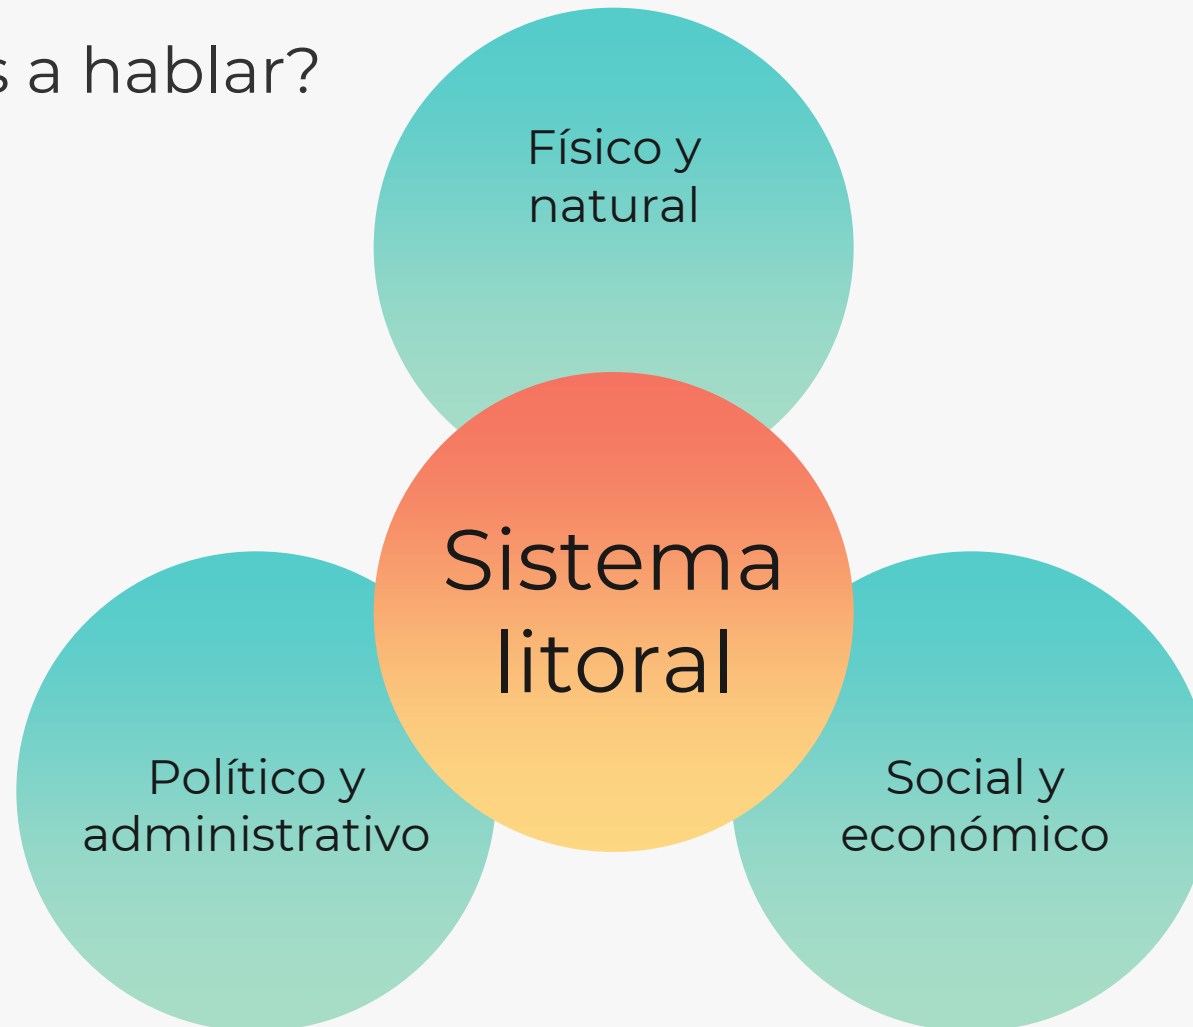 s a hablar?
Físico y
natural
Sistema
litoral
Político y
administrativo
Social y
económico